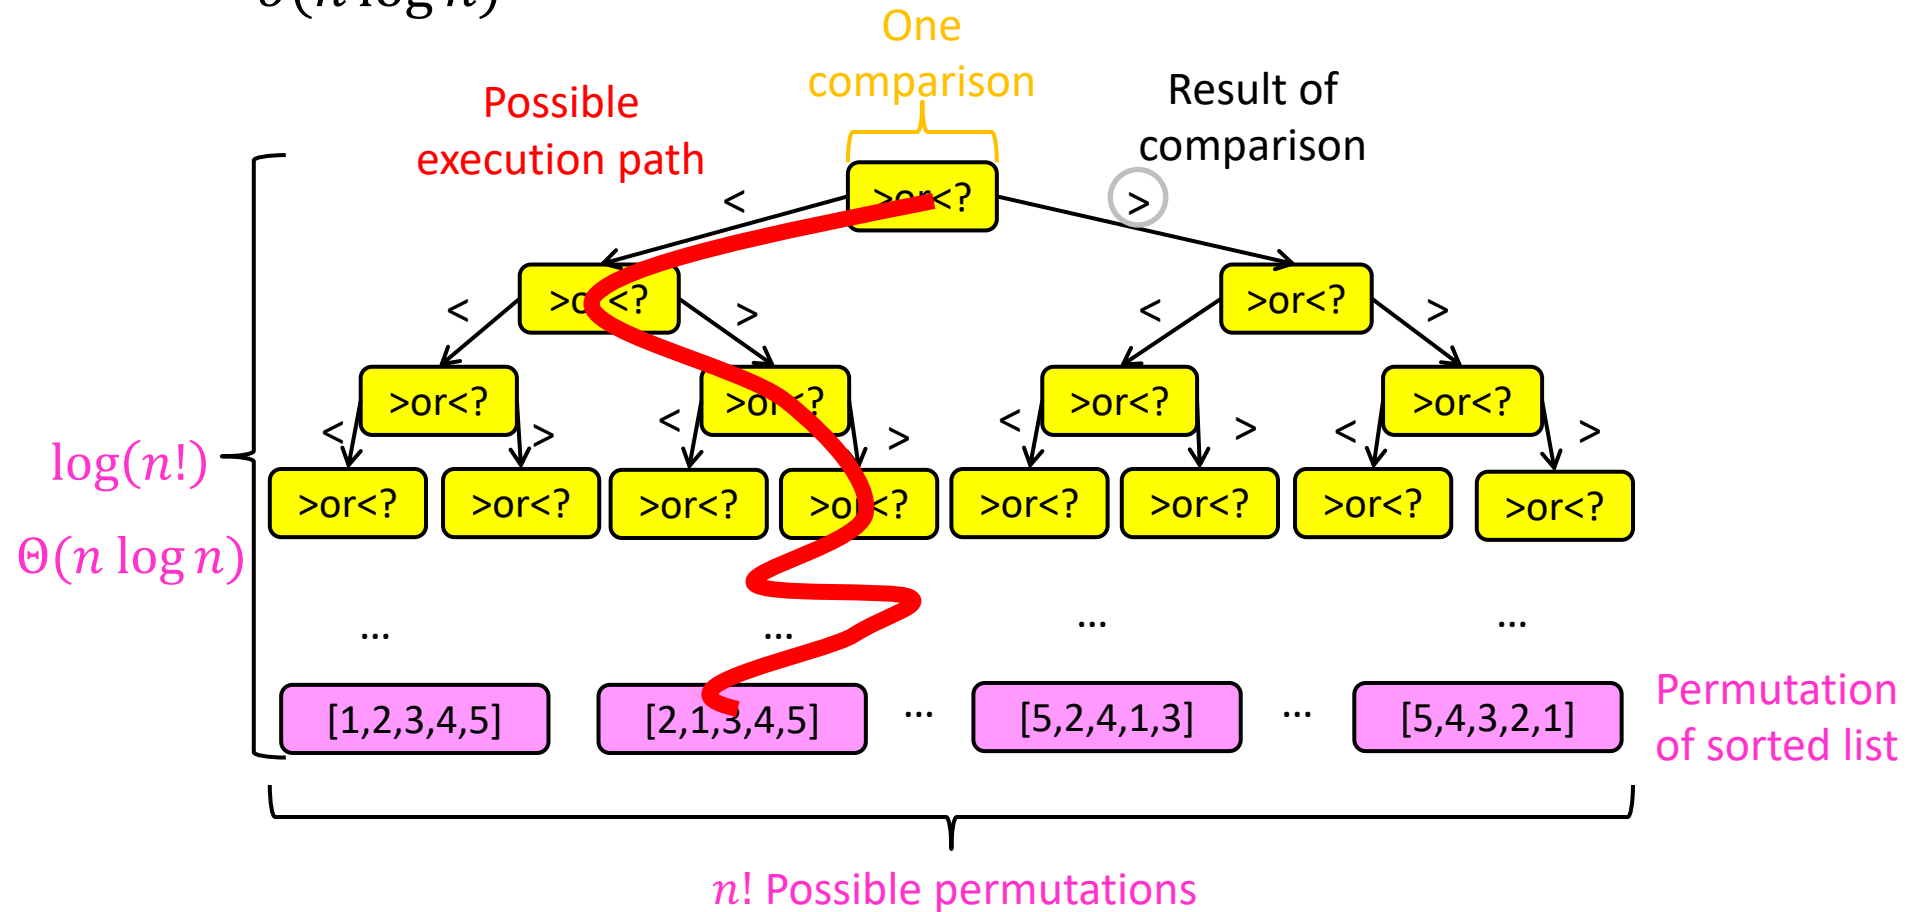 (n log n)
One
comparison
Possible
execution path
Result of
comparison
>or<?
< >
>or<? >or<?
< > < >
>or<? >or<? >or<? >or<?
< > < > < > < >
>or<? >or<? >or<? >or<? >or<? >or<? >or<? >or<?
log(n!)
Θ(n log n)
... ... ... ...
[1,2,3,4,5] [2,1,3,4,5] ... [5,2,4,1,3] ... [5,4,3,2,1]
Permutation
of sorted list
n! Possible permutations